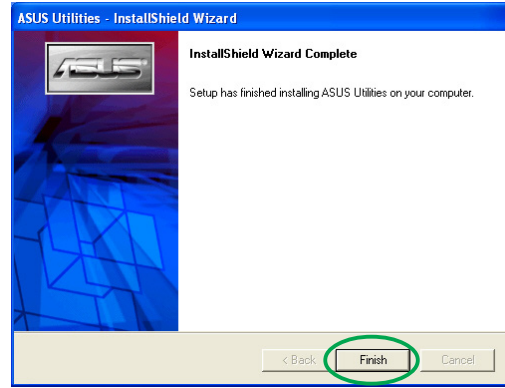 ASUS Utilities - InstallShield Wizard
ASUS
InstallShield Wizard Complete
Setup has finished installing ASUS Utilities on your computer.
< Back
Finish
Cancel